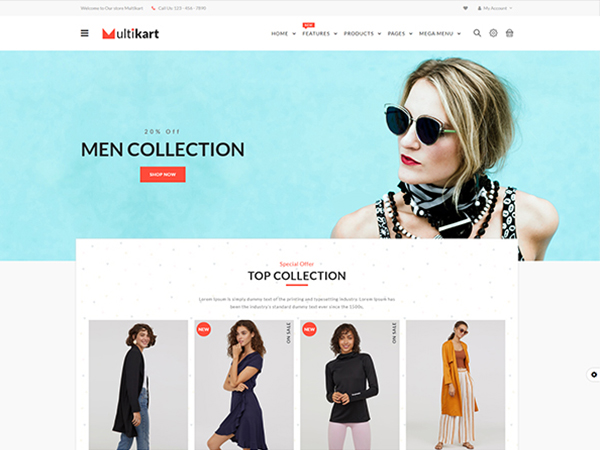 Welcome to Our store Multikart
Call Us: 123 - 456 - 7890
My Account
Multikart
HOME
NEW
FEATURES
PRODUCTS
PAGES
MEGA MENU
20% Off
MEN COLLECTION
SHOP NOW
Special Offer
TOP COLLECTION
Lorem Ipsum is simply dummy text of the printing and typesetting industry. Lorem Ipsum has
been the industry's standard dummy text ever since the 1500s.
NEW
ON SALE
NEW
ON SALE